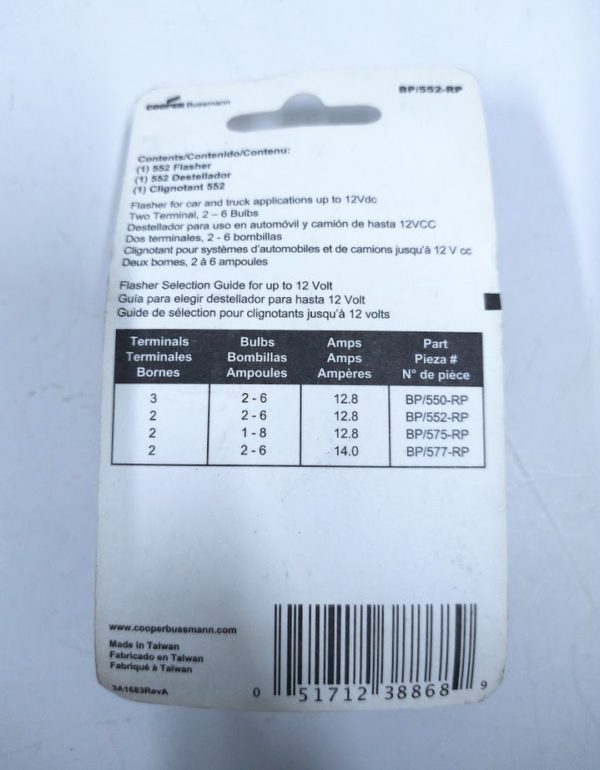 COOPER Bussmann
BP/552-RP
Contents/Contenido/Contenu:
(1) 552 Flasher
(1) 552 Destellador
(1) Clignotant 552
Flasher for car and truck applications up to 12Vdc
Two Terminal, 2 – 6 Bulbs
Destellador para uso en automóvil y camión de hasta 12VCC
Dos terminales, 2 - 6 bombillas
Clignotant pour systèmes d'automobiles et de camions jusqu'à 12 V cc
Deux bornes, 2 à 6 ampoules
Flasher Selection Guide for up to 12 Volt
Guía para elegir destellador para hasta 12 Volt
Guide de sélection pour clignotants jusqu'à 12 volts
Terminals Bulbs Amps Part
Terminales Bombillas Amps Pieza #
Bornes Ampoules Ampères N° de pièce
3 2 - 6 12.8 BP/550-RP
2 2 - 6 12.8 BP/552-RP
2 1 - 8 12.8 BP/575-RP
2 2 - 6 14.0 BP/577-RP
www.cooperbussmann.com
Made in Taiwan
Fabricado en Taiwan
Fabriqué à Taïwan
3A1683RevA
0 51712 38868 9